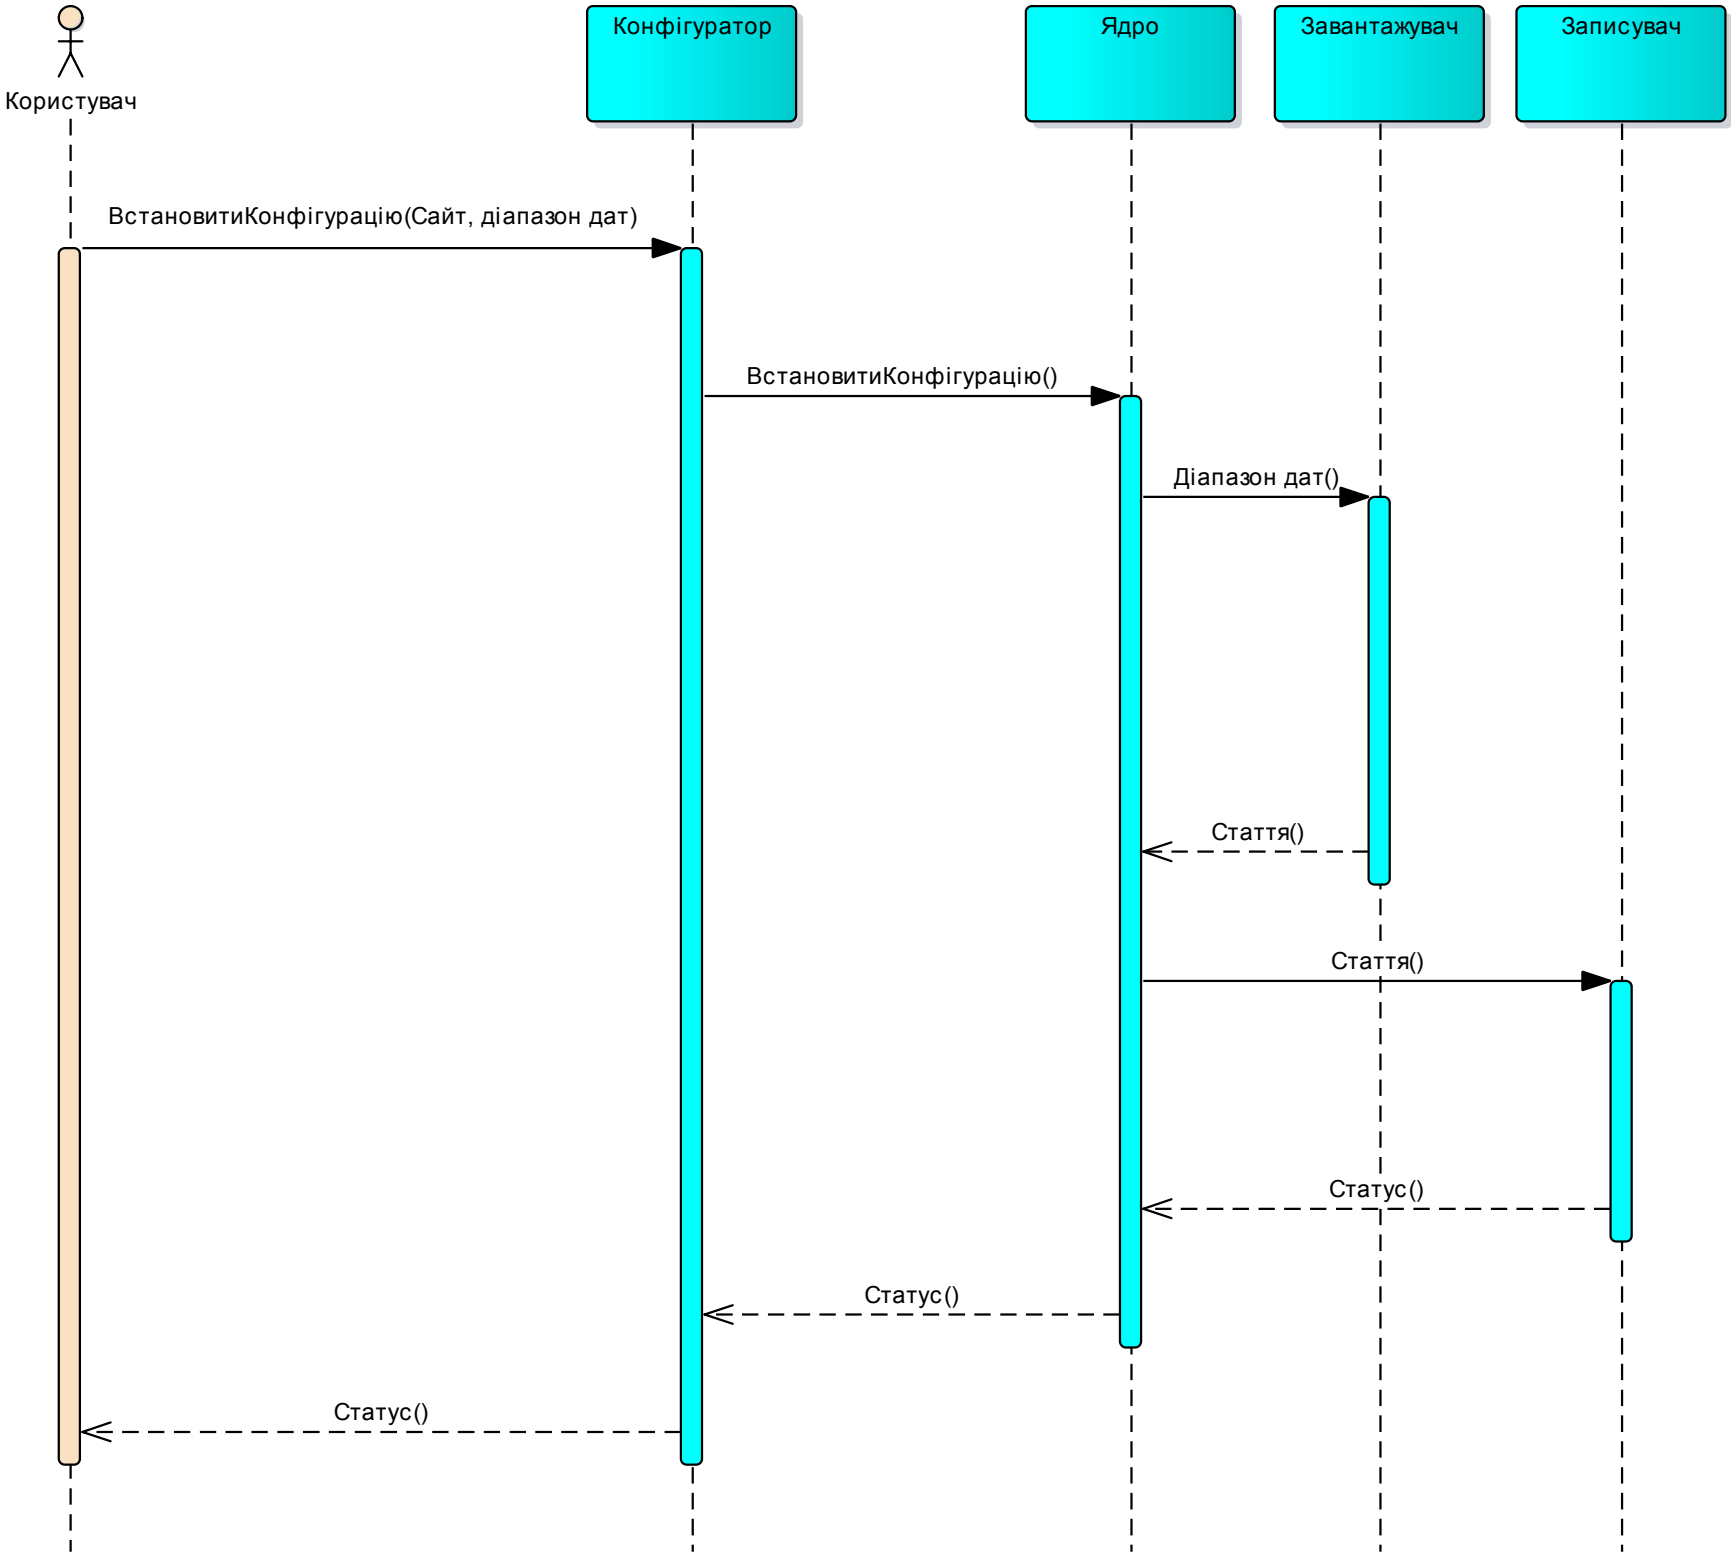 Користувач
Конфігуратор
Ядро
Завантажувач
Записувач
ВстановитиКонфігурацію(Сайт, діапазон дат)
ВстановитиКонфігурацію()
Діапазон дат()
Стаття()
Стаття()
Статус()
Статус()
Статус()